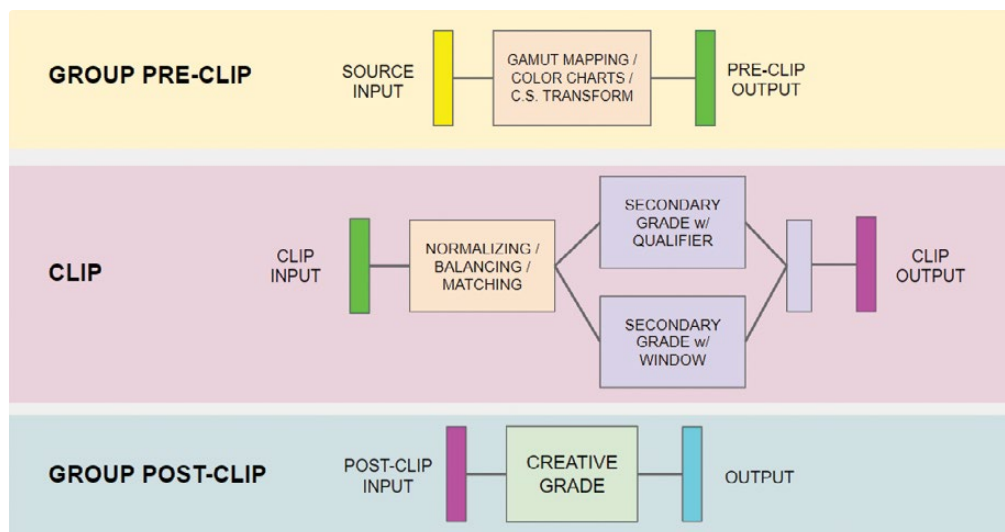 GROUP PRE-CLIP
SOURCE
INPUT
GAMUT MAPPING /
COLOR CHARTS /
C.S. TRANSFORM
PRE-CLIP
OUTPUT
CLIP
CLIP
INPUT
NORMALIZING /
BALANCING /
MATCHING
SECONDARY
GRADE w/
QUALIFIER
SECONDARY
GRADE w/
WINDOW
CLIP
OUTPUT
GROUP POST-CLIP
POST-CLIP
INPUT
CREATIVE
GRADE
OUTPUT